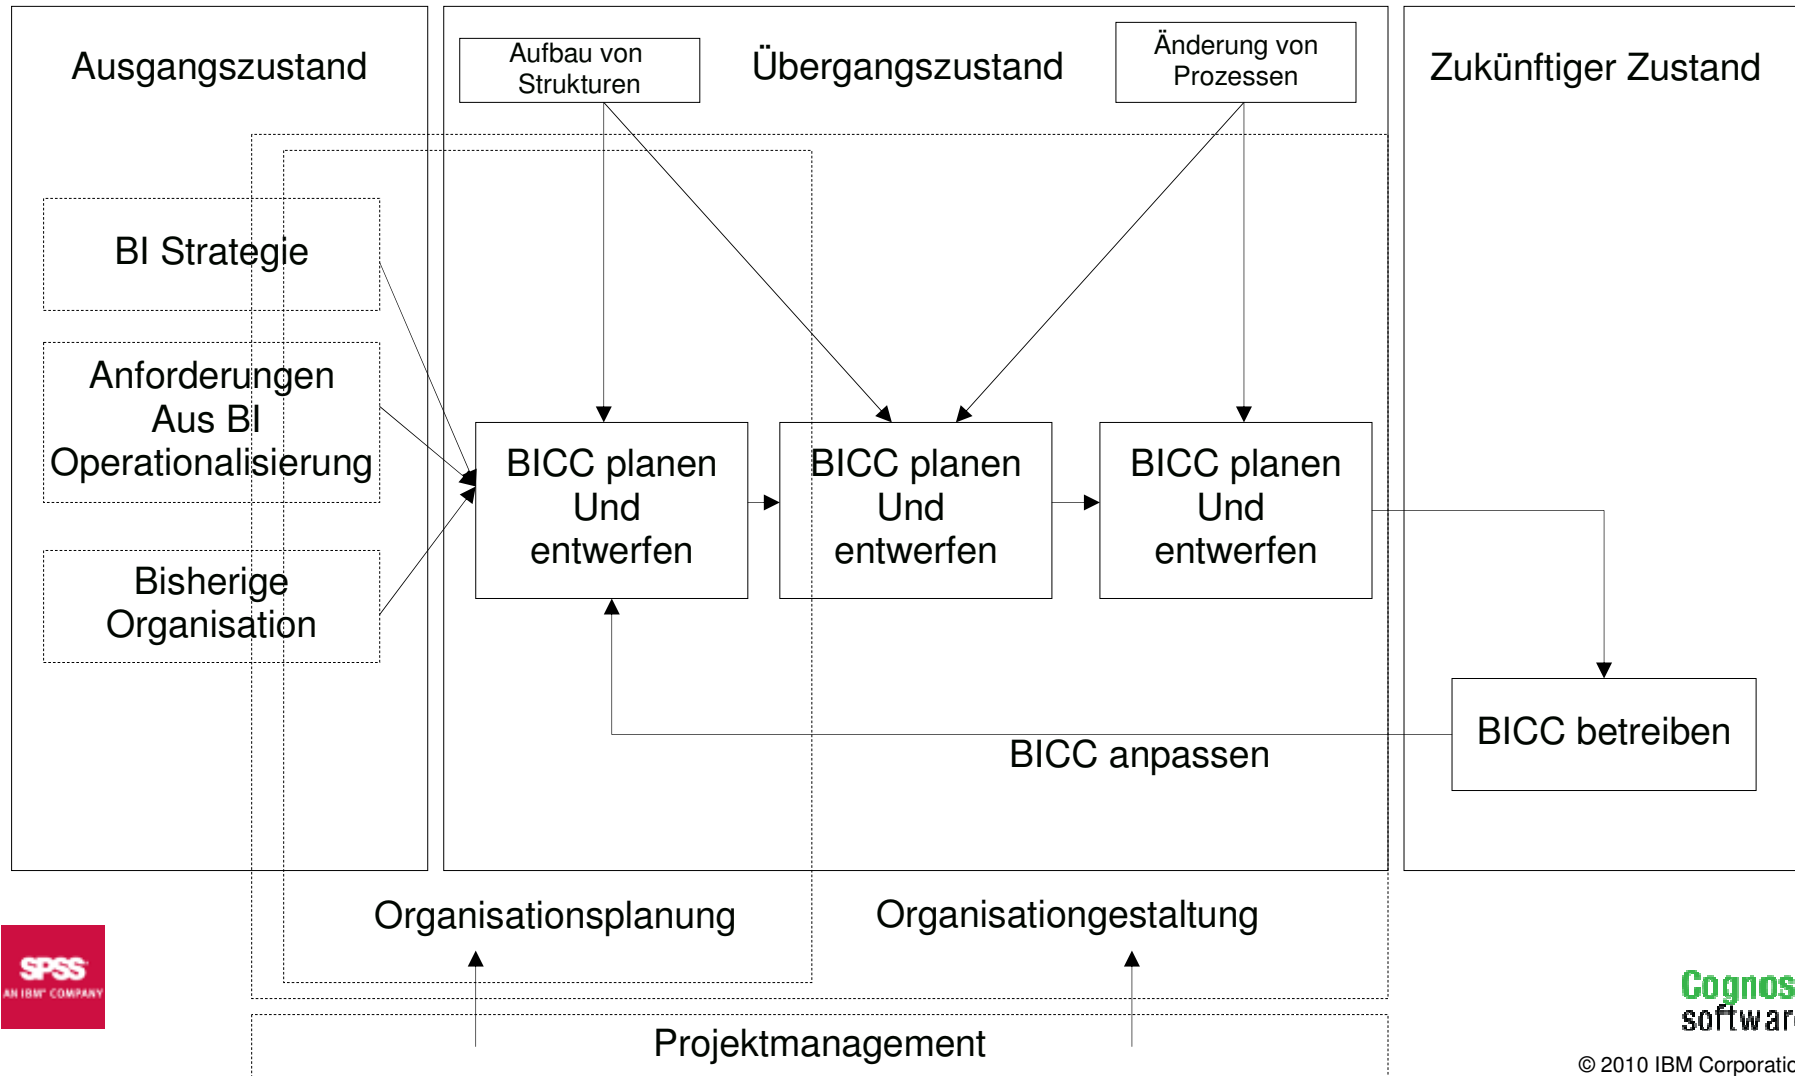 Ausgangszustand
Aufbau von
Strukturen
Übergangszustand
Änderung von
Prozessen
Zukünftiger Zustand
BI Strategie
Anforderungen
Aus BI
Operationalisierung
Bisherige
Organisation
BICC planen
Und
entwerfen
BICC planen
Und
entwerfen
BICC planen
Und
entwerfen
BICC anpassen
BICC betreiben
Organisationsplanung
Organisationgestaltung
Projektmanagement
SPSS
AN IBM® COMPANY
Cognos
software
© 2010 IBM Corporatio